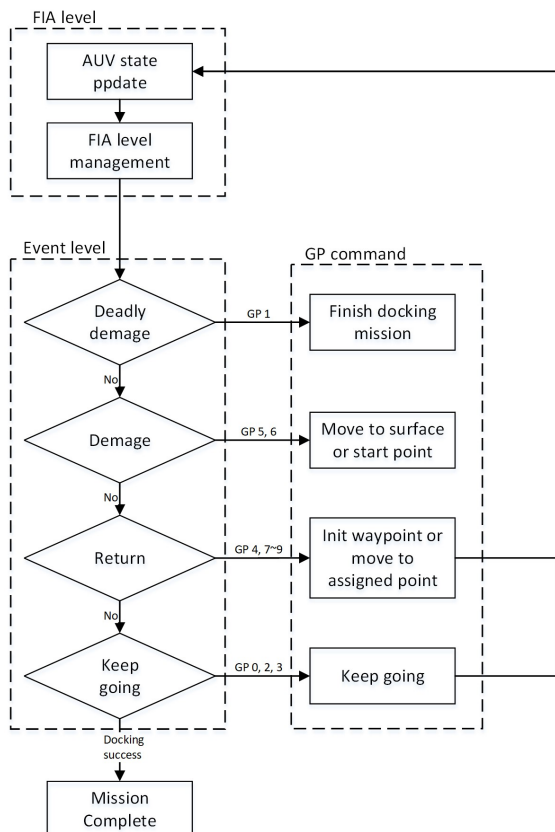 FIA level
AUV state
ppdate
FIA level
management
Event level
GP command
Deadly
demage
GP 1
Finish docking
mission
No
Demage
GP 5, 6
Move to surface
or start point
No
Return
GP 4, 7~9
Init waypoint or
move to
assigned point
No
Keep
going
GP 0, 2, 3
Keep going
Docking
success
Mission
Complete